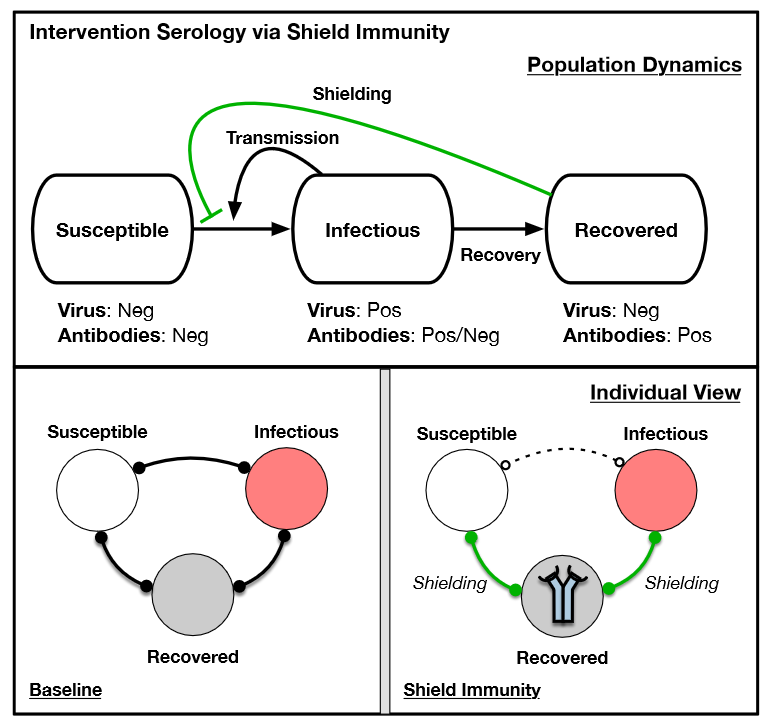 Intervention Serology via Shield Immunity
Population Dynamics
Shielding
Transmission
Susceptible
Infectious
Recovered
Recovery
Virus: Neg
Antibodies: Neg
Virus: Pos
Antibodies: Pos/Neg
Virus: Neg
Antibodies: Pos
Susceptible
Infectious
Recovered
Baseline
Individual View
Susceptible
Infectious
Shielding
Shielding
Recovered
Shield Immunity